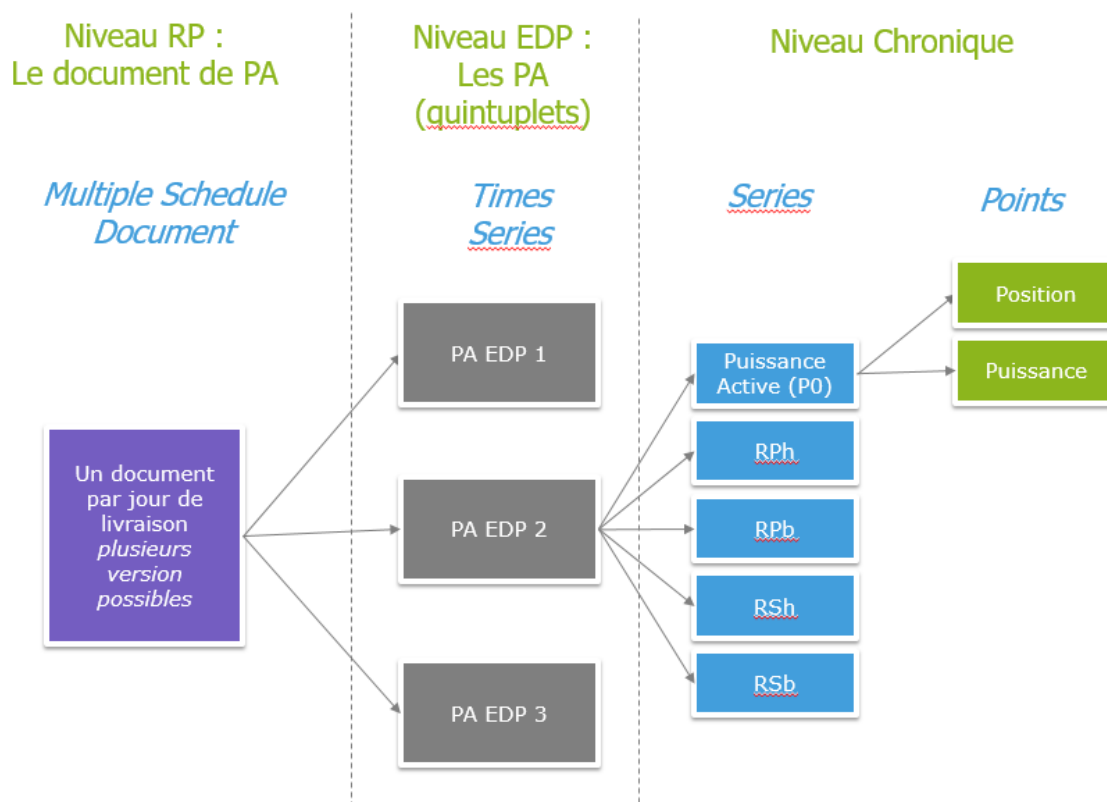 Niveau RP :
Le document de PA
Niveau EDP :
Les PA
(quintuplets)
Niveau Chronique
Multiple Schedule
Document
Times
Series
Series
Points
Un document
par jour de
livraison
plusieurs
version
possibles
PA EDP 1
PA EDP 2
PA EDP 3
Puissance
Active (P0)
RPh
RPb
RSh
RSb
Position
Puissance